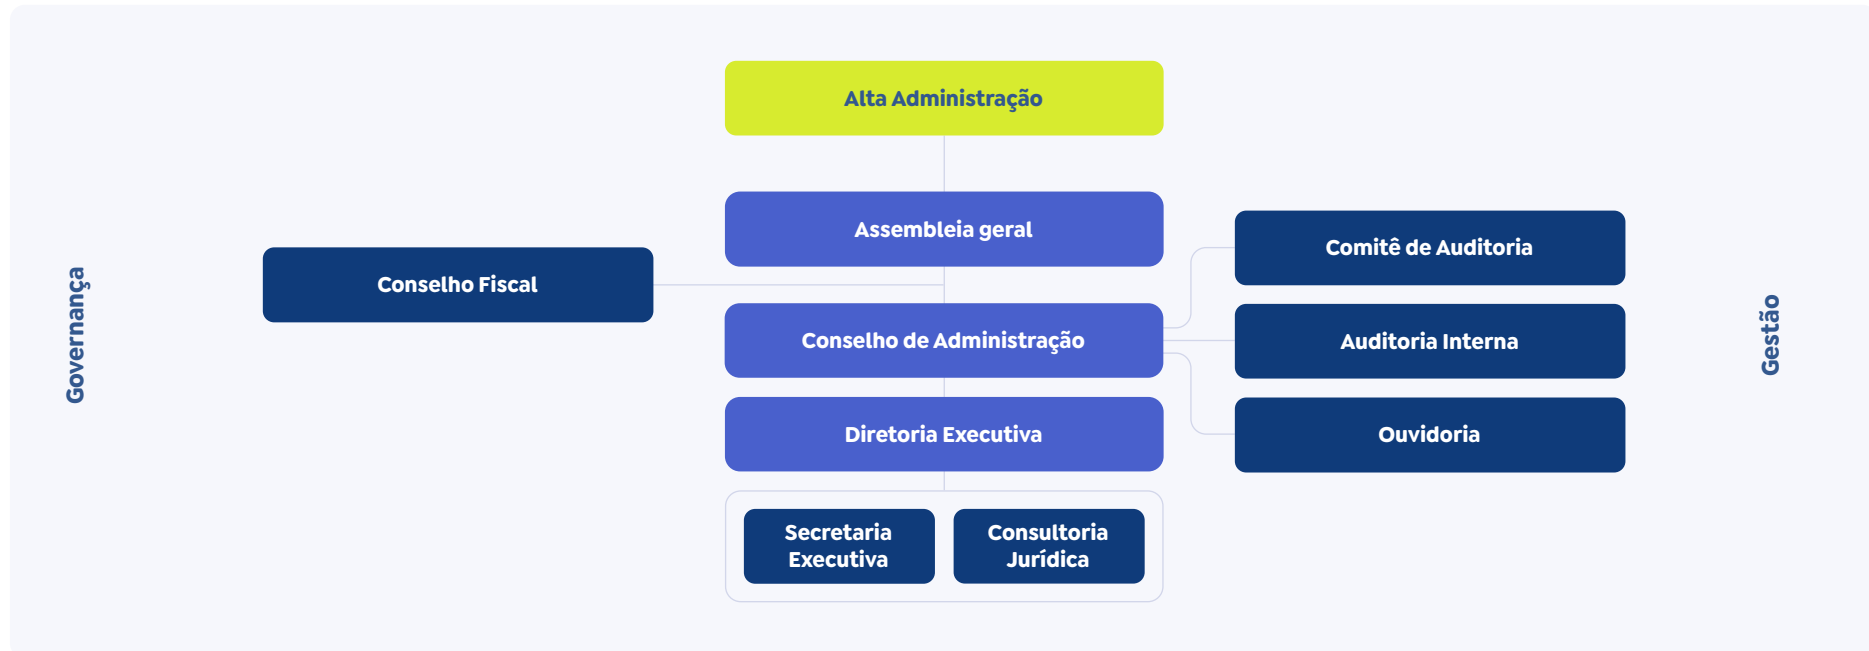 Alta Administração
Assembleia geral
Conselho Fiscal
Conselho de Administração
Diretoria Executiva
Secretaria
Executiva
Consultoria
Jurídica
Comitê de Auditoria
Auditoria Interna
Ouvidoria
Governança
Gestão